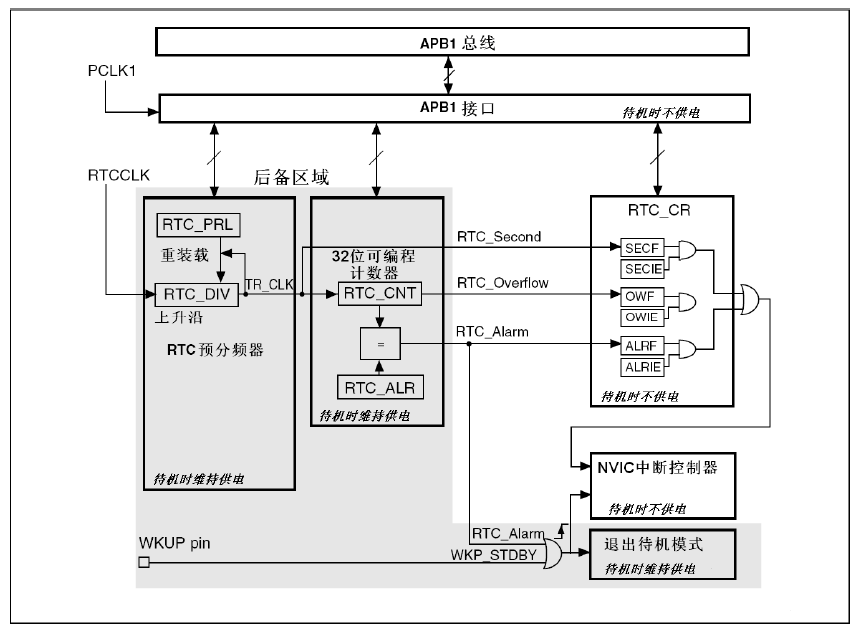 APB1 总线
PCLK1
APB1 接口
待机时不供电
RTCCLK
后备区域
RTC_PRL
重装载
RTC_DIV
上升沿
TR_CLK
RTC预分频器
待机时维持供电
32位可编程
计数器
RTC_CNT
=
RTC_ALR
待机时维持供电
RTC_Second
RTC_Overflow
RTC_Alarm
RTC_CR
SECF
SECIE
OWF
OWIE
ALRF
ALRIE
待机时不供电
NVIC中断控制器
待机时不供电
RTC_Alarm
WKUP pin
WKP_STDBY
退出待机模式
待机时维持供电